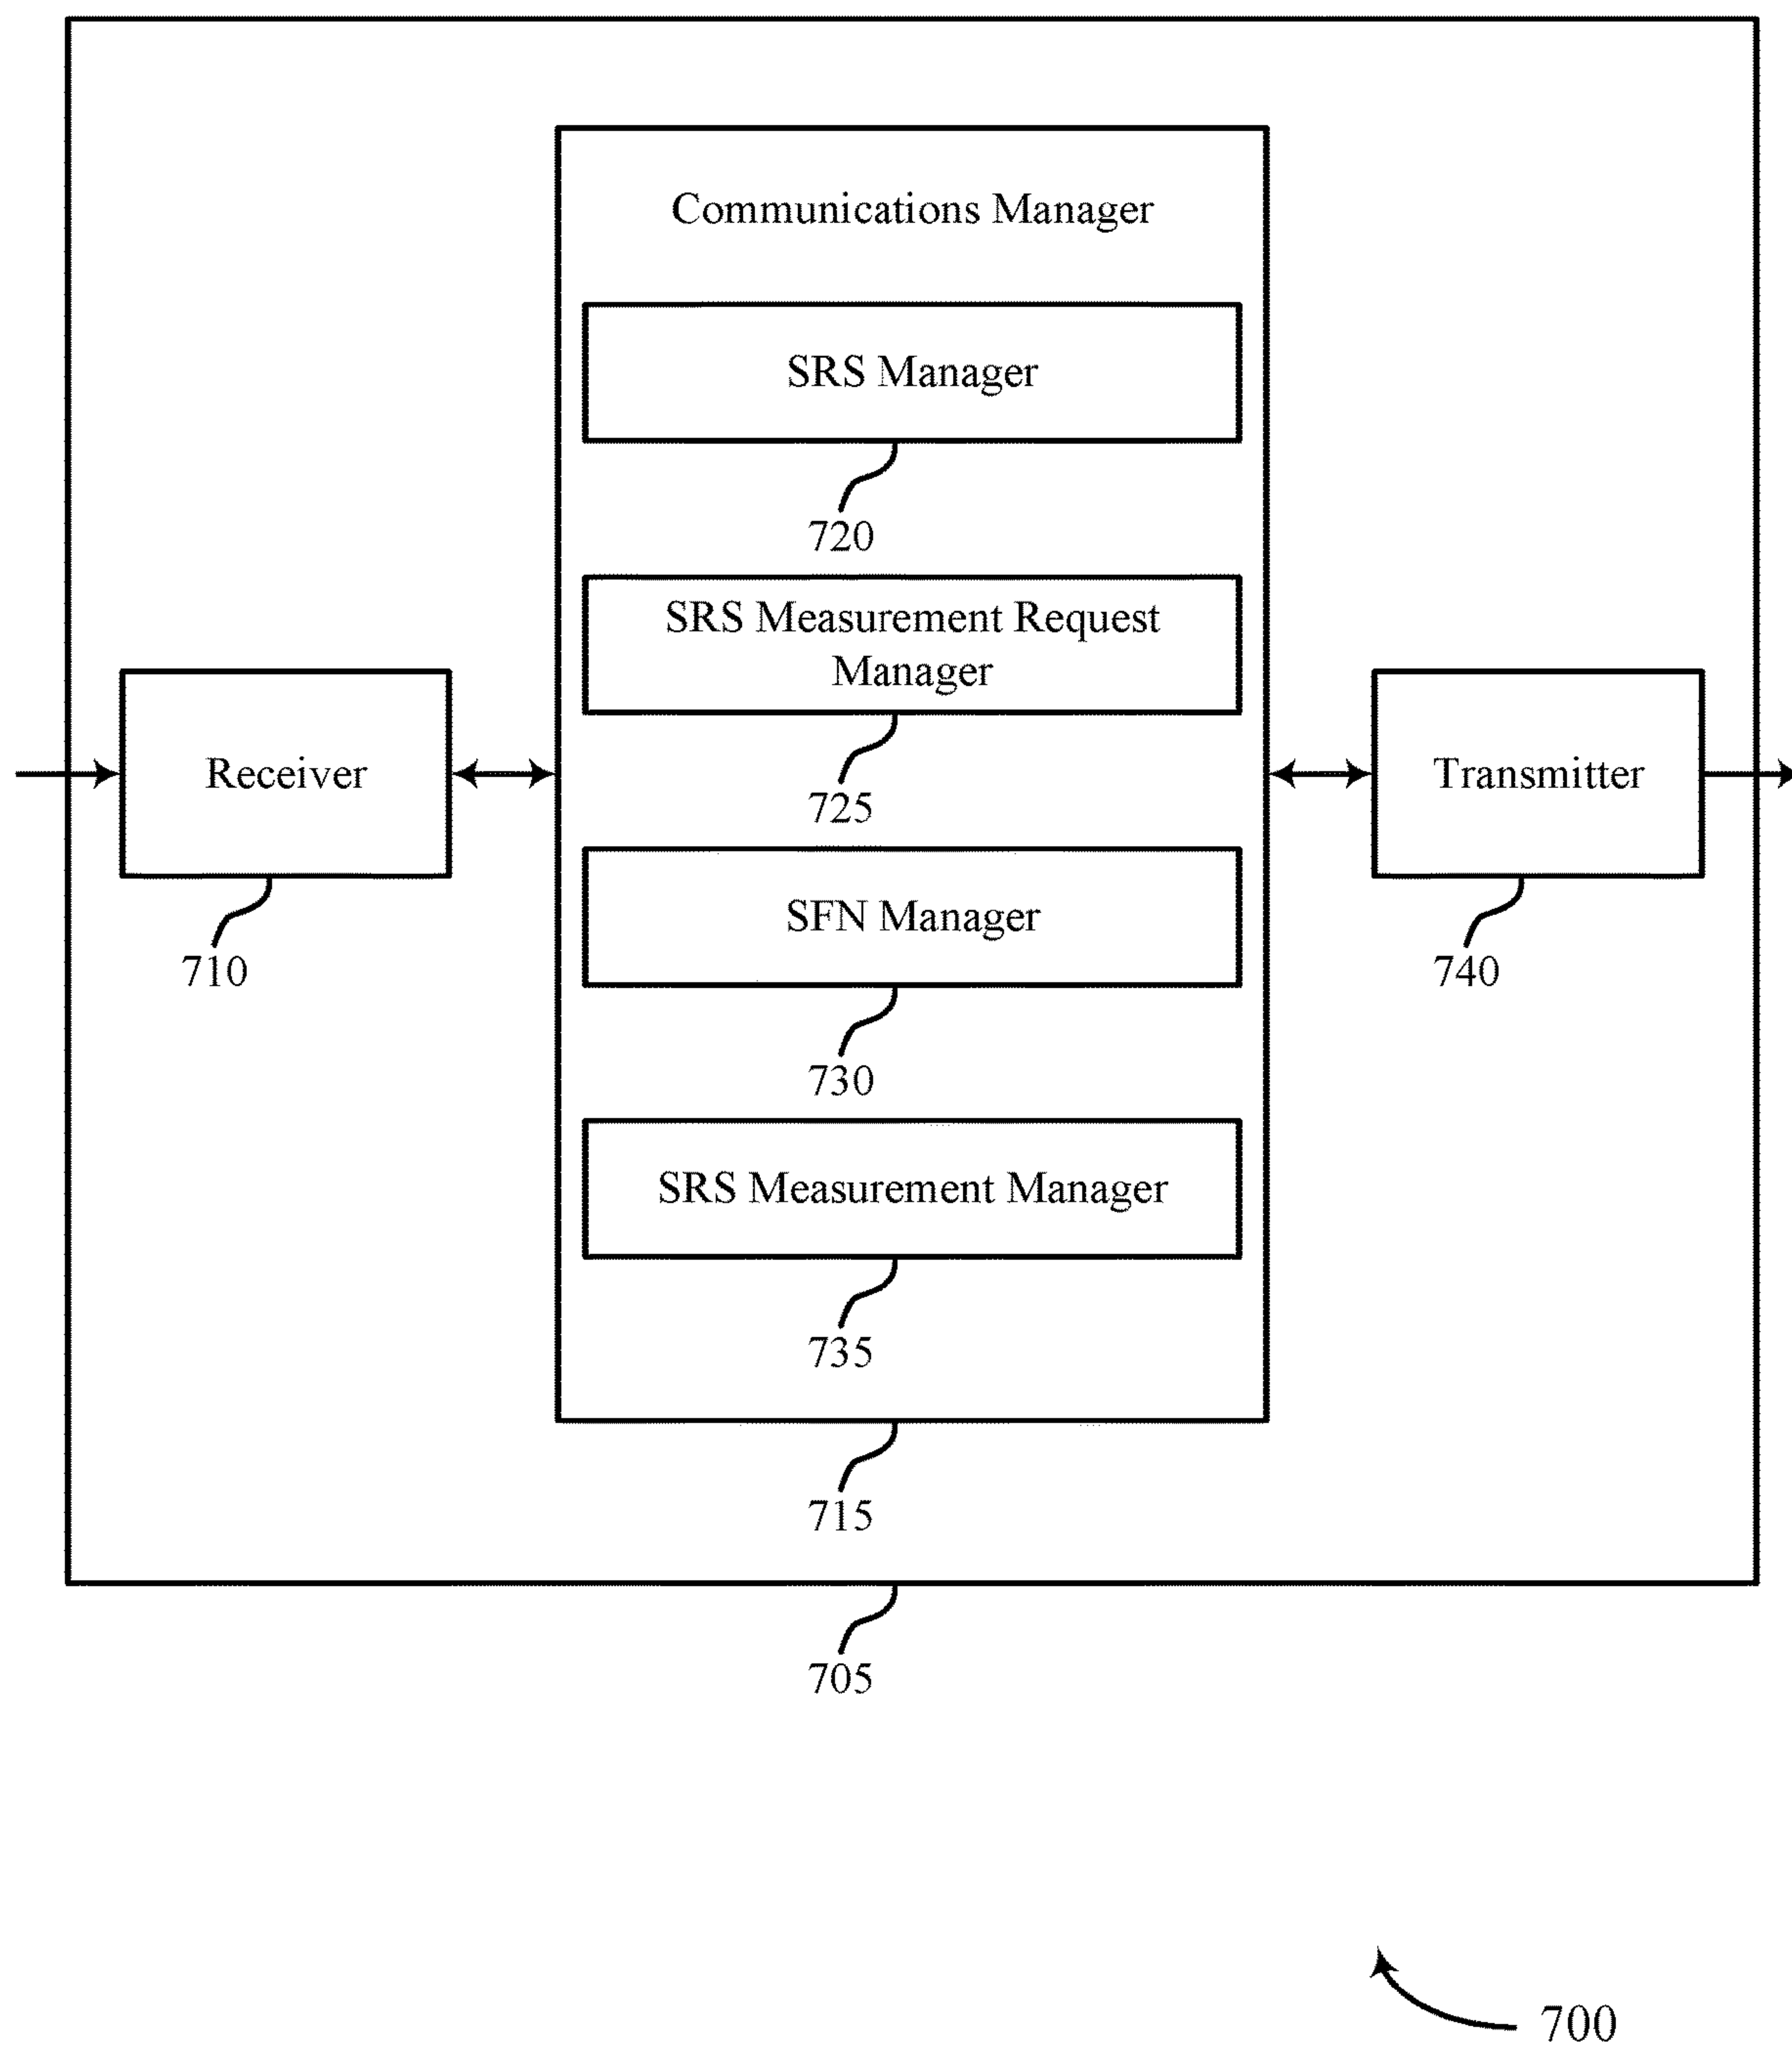 Communications Manager
SRS Manager
720
SRS Measurement Request
Manager
725
Receiver
710
Transmitter
740
SFN Manager
730
SRS Measurement Manager
735
715
705
700